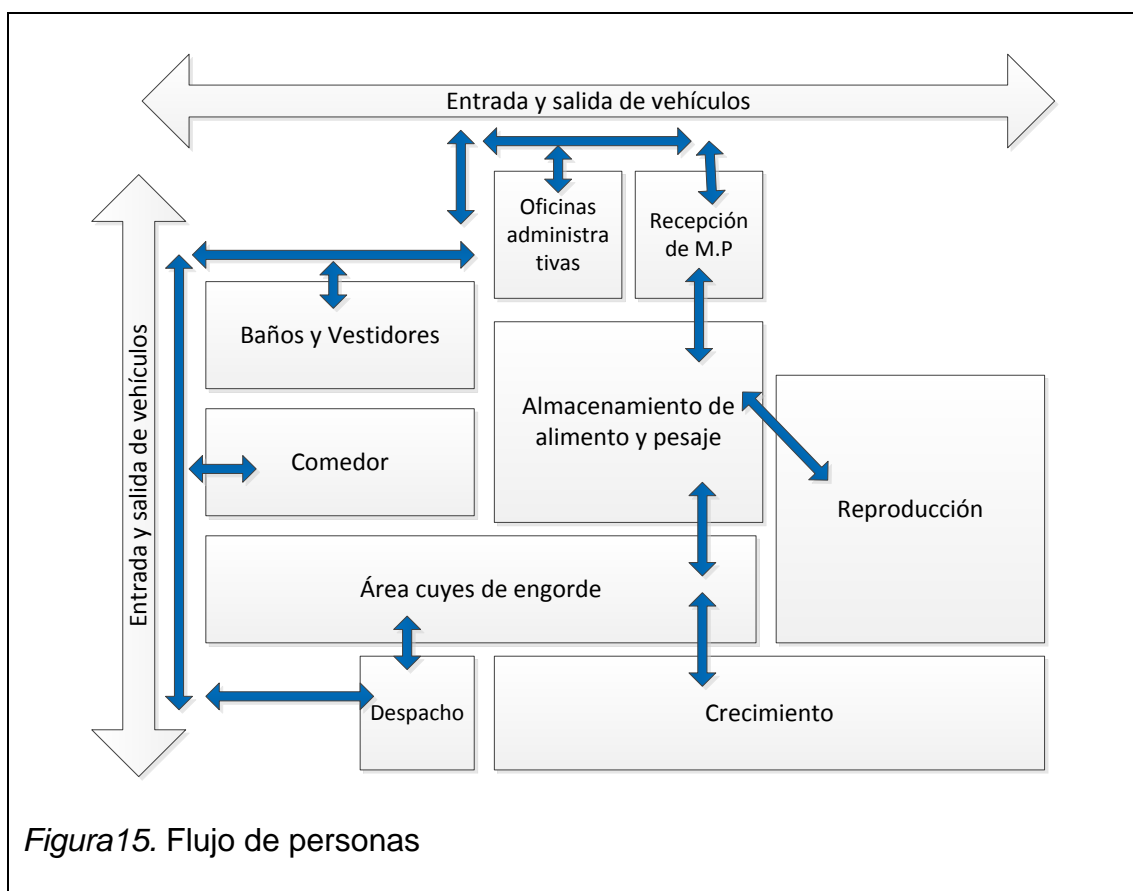 Entrada y salida de vehículos
Entrada y salida de vehículos
Oficinas
administra
tivas
Recepción
de M.P
Baños y Vestidores
Almacenamiento de
alimento y pesaje
Comedor
Reproducción
Área cuyes de engorde
Despacho
Crecimiento
Figura15. Flujo de personas